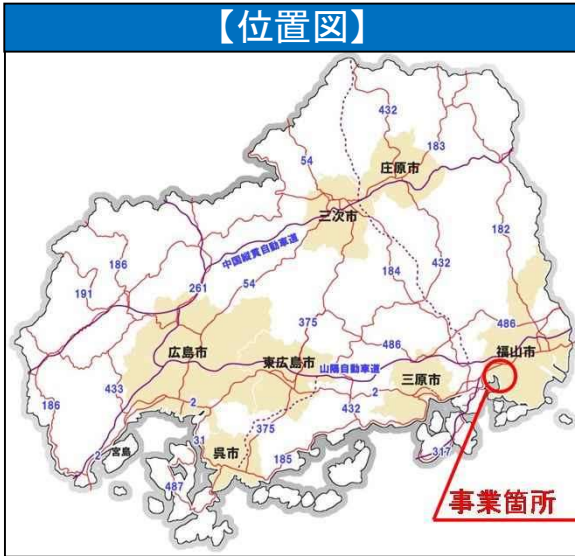 【位置図】
432
183
54
庄原市
三次市
182
中国縦貫自動車道
186
261
54
184
432
191
375
486
486
広島市
東広島市
山陽自動車道
福山市
三原市
433
2
2
186
432
375
31
呉市
185
317
2
宮島
487
事業箇所